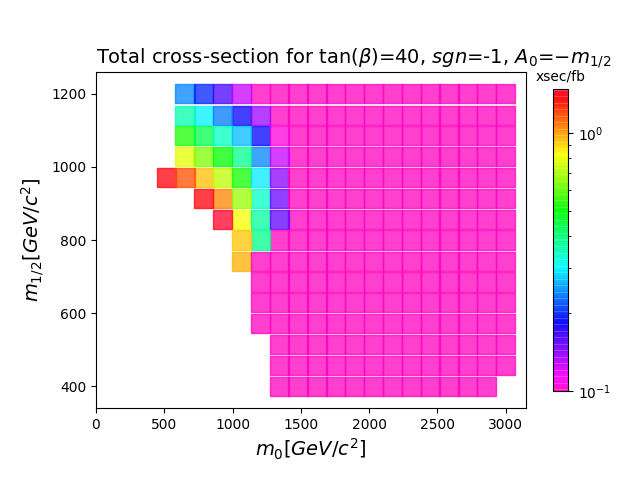 Total cross-section for tan(β)=40, sgn=-1, A₀=−m₁/₂
xsec/fb
10⁰
10⁻¹
1200
1000
800
600
400
m₁/₂[GeV/c²]
0 500 1000 1500 2000 2500 3000
m₀[GeV/c²]